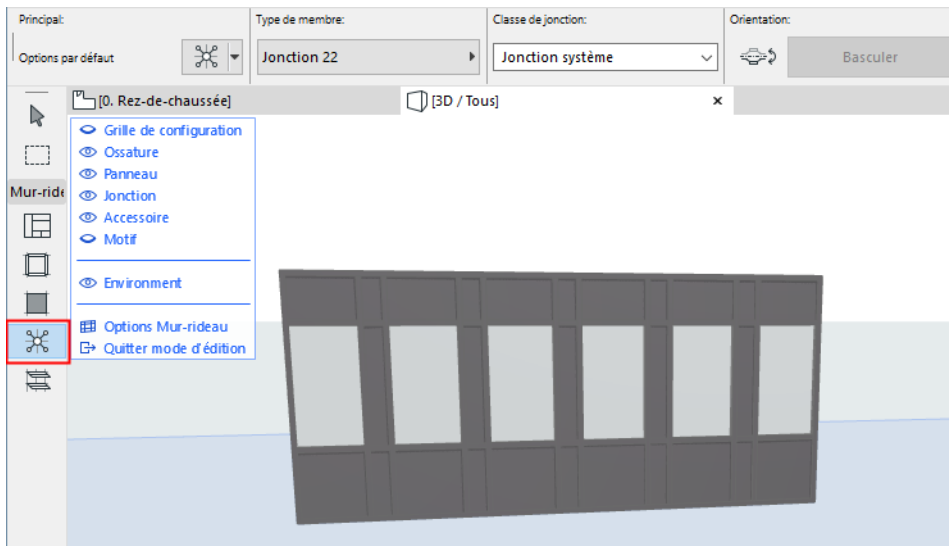 Principal:
Type de membre:
Classe de jonction:
Orientation:
Options par défaut
Jonction 22
Jonction système
Basculer
[0. Rez-de-chaussée]
[3D / Tous]
Grille de configuration
Ossature
Panneau
Mur-ride
Jonction
Accessoire
Motif
Environment
Options Mur-rideau
Quitter mode d'édition